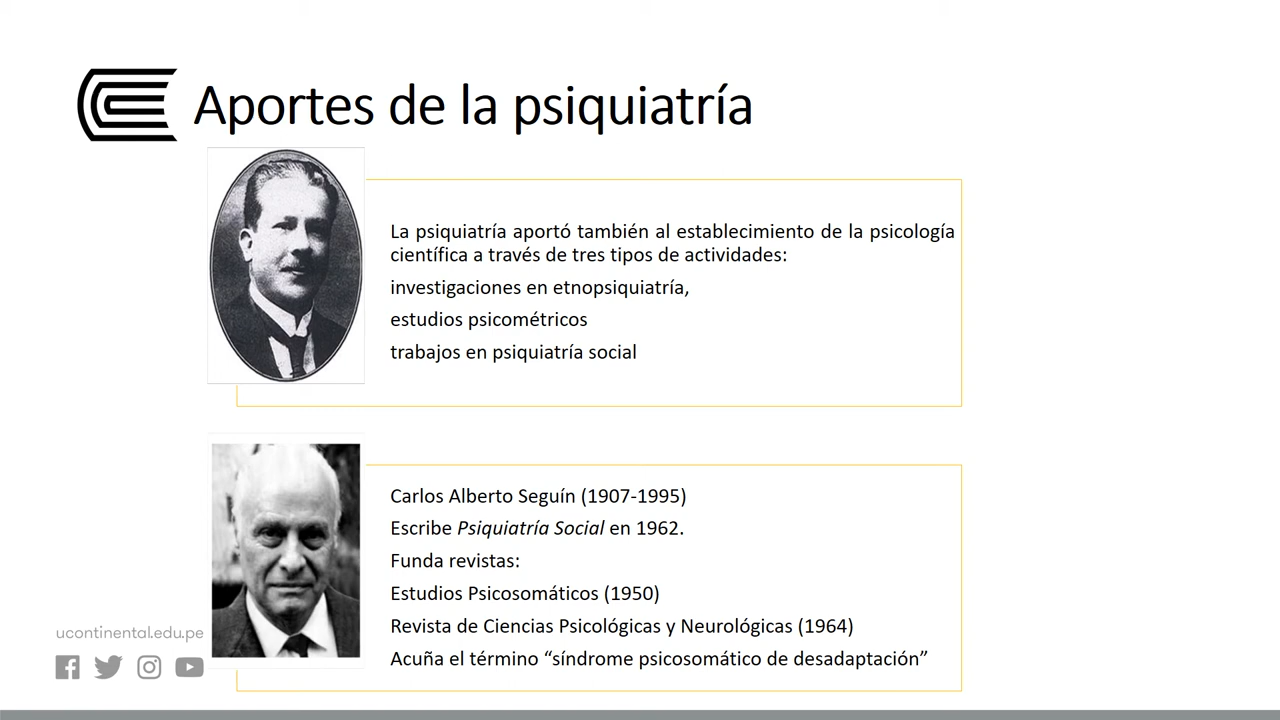 Aportes de la psiquiatría
La psiquiatría aportó también al establecimiento de la psicología
científica a través de tres tipos de actividades:
investigaciones en etnopsiquiatría,
estudios psicométricos
trabajos en psiquiatría social
Carlos Alberto Seguín (1907-1995)
Escribe Psiquiatría Social en 1962.
Funda revistas:
Estudios Psicosomáticos (1950)
Revista de Ciencias Psicológicas y Neurológicas (1964)
Acuña el término “síndrome psicosomático de desadaptación”
ucontinental.edu.pe